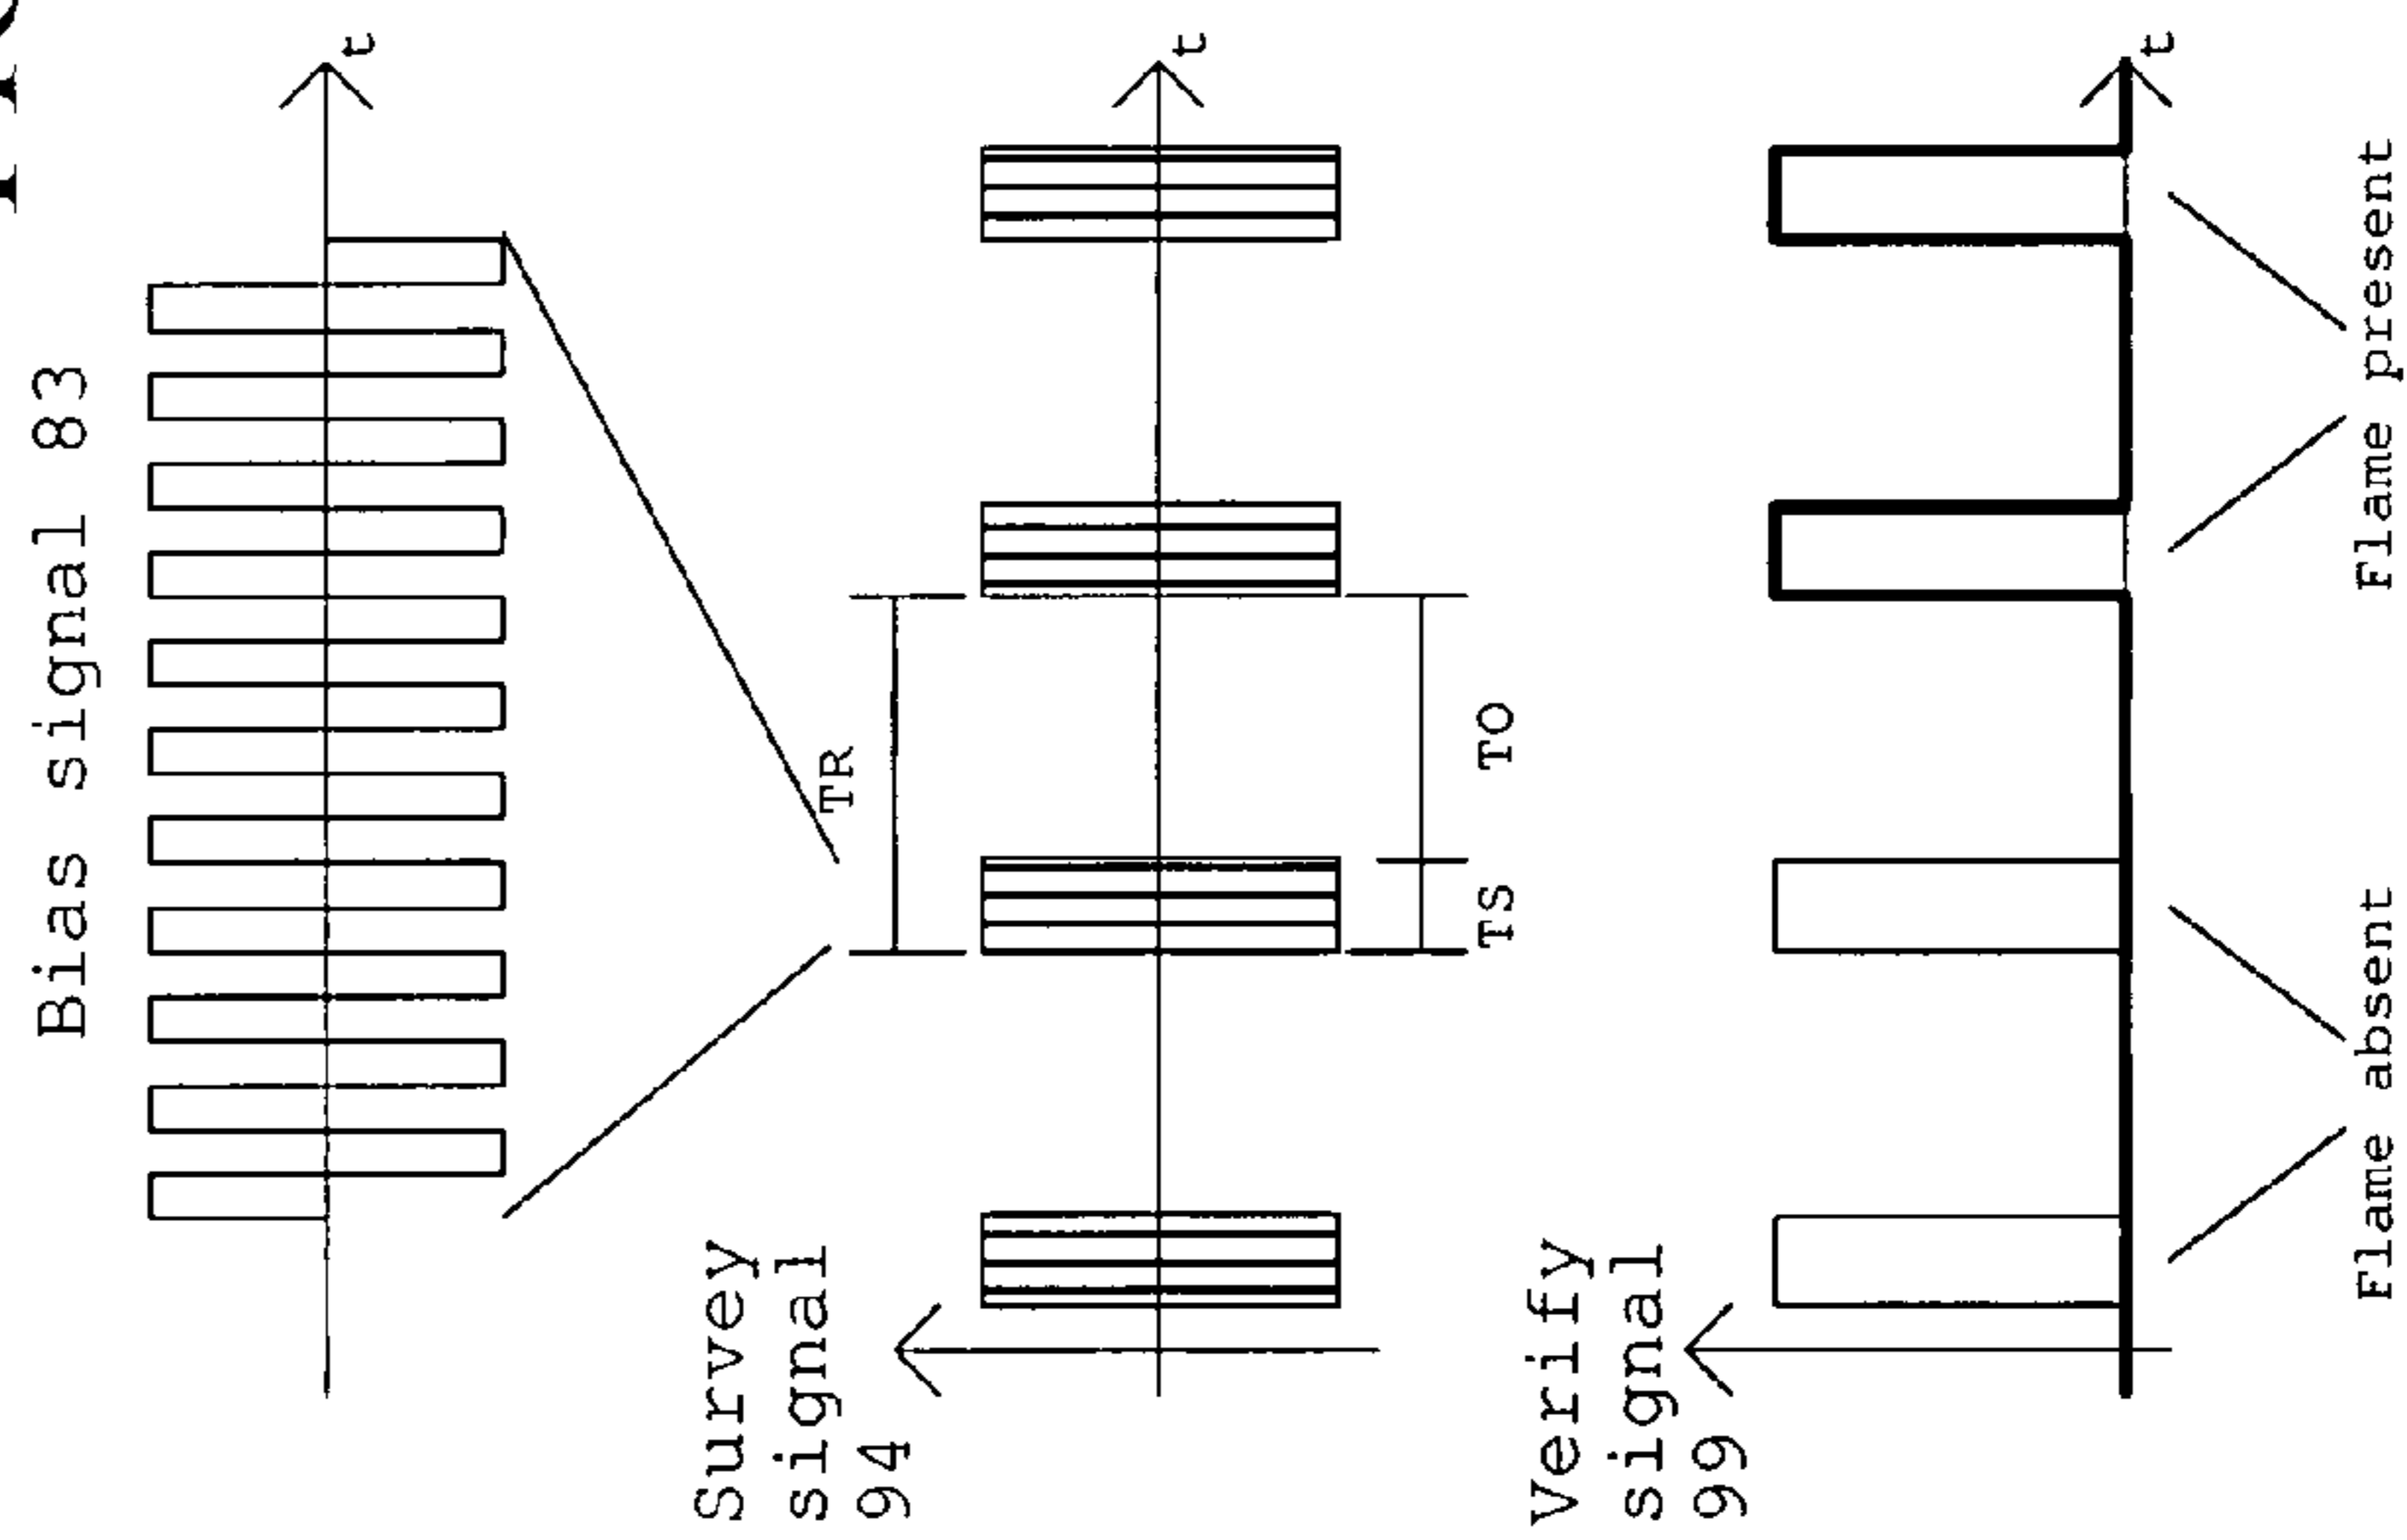 Bias signal 83
t
Survey
signal
94
TR
t
TS
TO
Verify
signal
99
t
Flame absent
Flame present